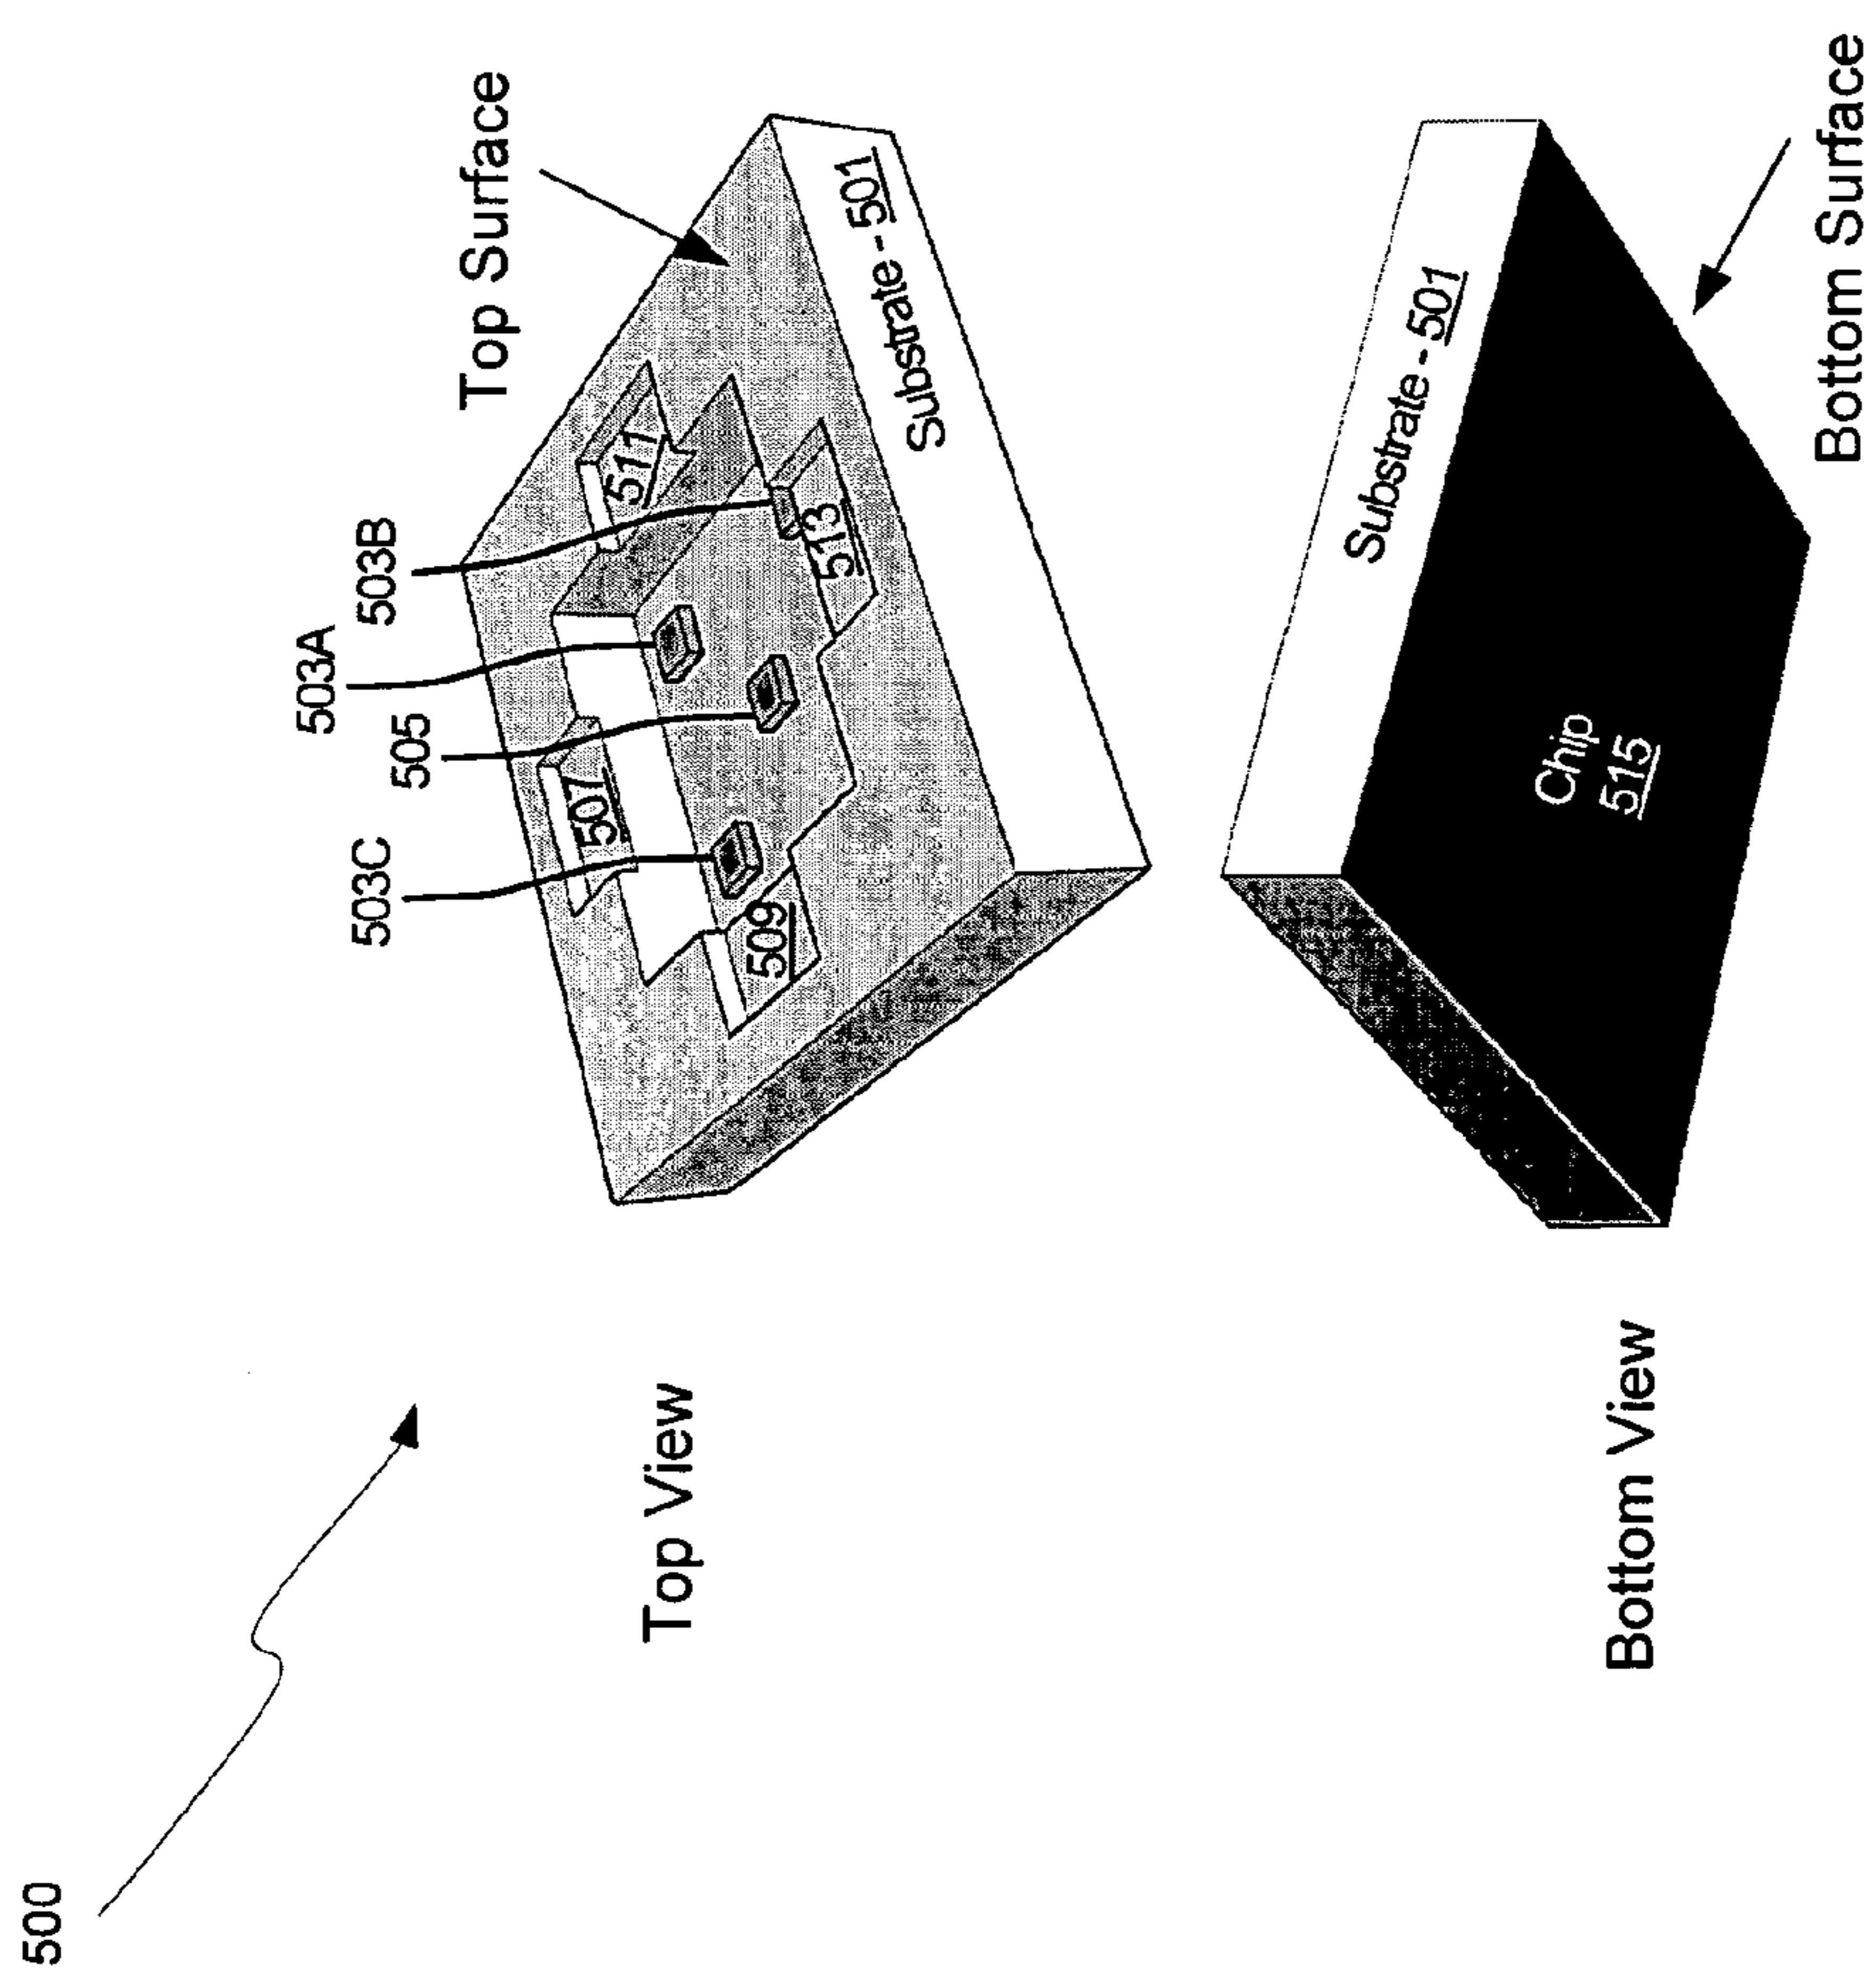 500
Top View
503C
505
503A
503B
Top Surface
507
511
509
513
Substrate - 501
Bottom View
Substrate - 501
Chip
515
Bottom Surface